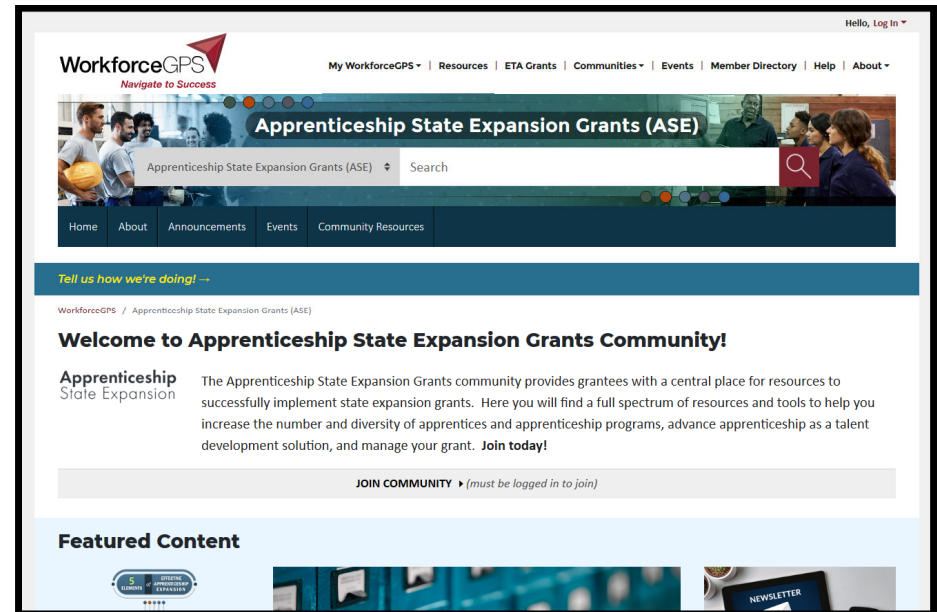 Hello, Log In
WorkforceGPS
Navigate to Success
My WorkforceGPS | Resources | ETA Grants | Communities | Events | Member Directory | Help | About
Apprenticeship State Expansion Grants (ASE)
Apprenticeship State Expansion Grants (ASE) Search
Home About Announcements Events Community Resources
Tell us how we're doing! →
WorkforceGPS / Apprenticeship State Expansion Grants (ASE)
Welcome to Apprenticeship State Expansion Grants Community!
Apprenticeship
State Expansion
The Apprenticeship State Expansion Grants community provides grantees with a central place for resources to
successfully implement state expansion grants. Here you will find a full spectrum of resources and tools to help you
increase the number and diversity of apprentices and apprenticeship programs, advance apprenticeship as a talent
development solution, and manage your grant. Join today!
JOIN COMMUNITY (must be logged in to join)
Featured Content
5 ELEMENTS of EFFECTIVE APPRENTICESHIP EXPANSION
NEWSLETTER